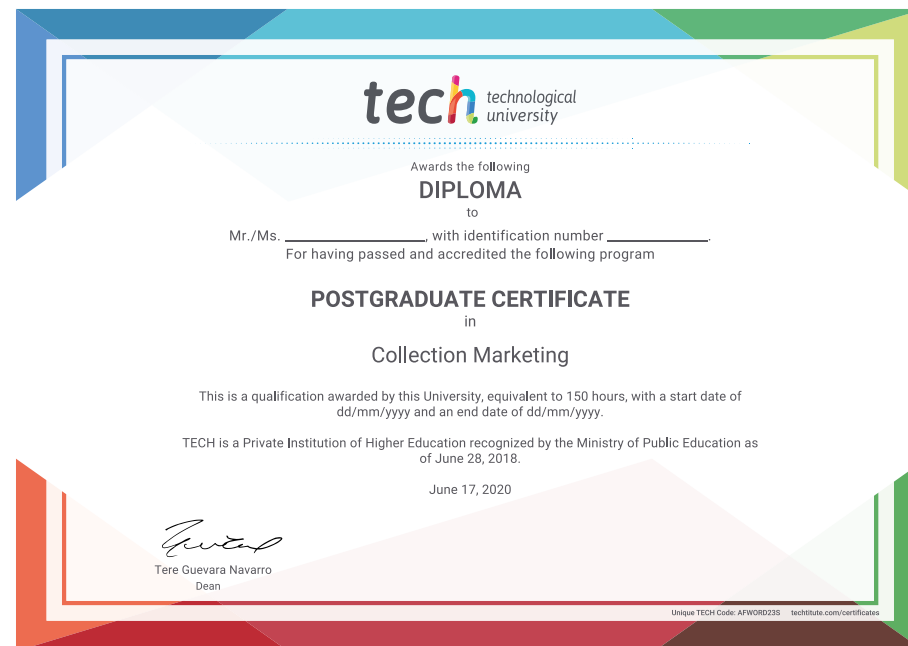 tech technological
university
Awards the following
DIPLOMA
to
Mr./Ms. ____________________, with identification number ______________.
For having passed and accredited the following program
POSTGRADUATE CERTIFICATE
in
Collection Marketing
This is a qualification awarded by this University, equivalent to 150 hours, with a start date of
dd/mm/yyyy and an end date of dd/mm/yyyy.
TECH is a Private Institution of Higher Education recognized by the Ministry of Public Education as
of June 28, 2018.
June 17, 2020
Tere Guevara Navarro
Dean
Unique TECH Code: AFWORD23S techtitute.com/certificates